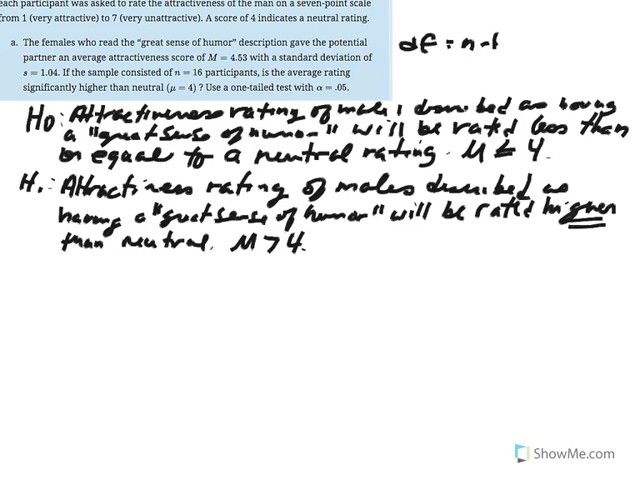 each participant was asked to rate the attractiveness of the man on a seven-point scale
from 1 (very attractive) to 7 (very unattractive). A score of 4 indicates a neutral rating.
a. The females who read the “great sense of humor” description gave the potential
partner an average attractiveness score of M = 4.53 with a standard deviation of
s = 1.04. If the sample consisted of n = 16 participants, is the average rating
significantly higher than neutral (μ = 4) ? Use a one-tailed test with α = .05.
df = n-1
H0: Attractiveness rating of males described as having
a "great sense of humor" will be rated less than
or equal to a neutral rating. M ≤ 4.
H1: Attractiness rating of males described as
having a "great sense of humor" will be rated higher
than neutral. M > 4.
ShowMe.com